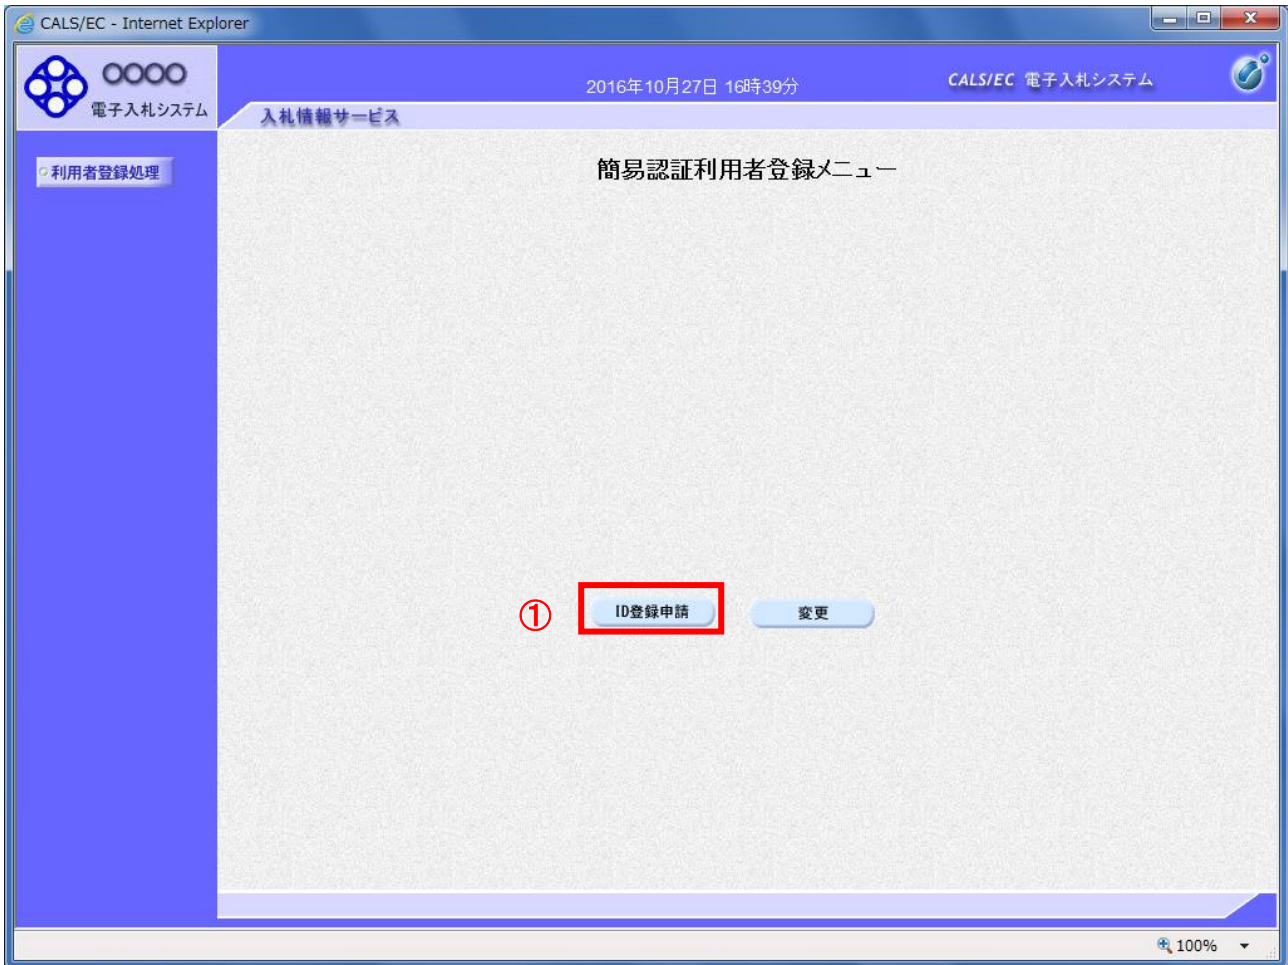 CALS/EC - Internet Explorer
〇〇〇〇
電子入札システム
2016年10月27日 16時39分
CALS/EC 電子入札システム
入札情報サービス
利用者登録処理
簡易認証利用者登録メニュー
①
ID登録申請
変更
100%